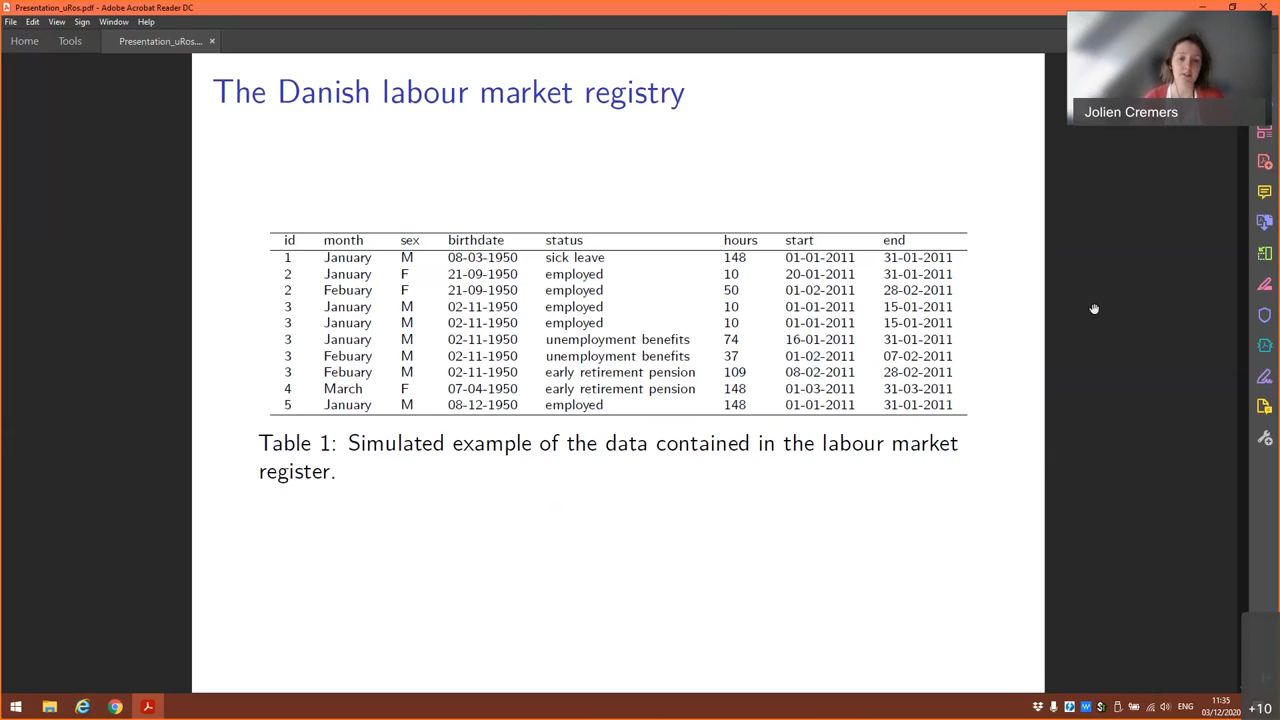 Presentation_uRos.pdf - Adobe Acrobat Reader DC
File Edit View Sign Window Help
Home Tools Presentation_uRos.... ×
Jolien Cremers
The Danish labour market registry
id month sex birthdate status hours start end
1 January M 08-03-1950 sick leave 148 01-01-2011 31-01-2011
2 January F 21-09-1950 employed 10 20-01-2011 31-01-2011
2 Febuary F 21-09-1950 employed 50 01-02-2011 28-02-2011
3 January M 02-11-1950 employed 10 01-01-2011 15-01-2011
3 January M 02-11-1950 employed 10 01-01-2011 15-01-2011
3 January M 02-11-1950 unemployment benefits 74 16-01-2011 31-01-2011
3 Febuary M 02-11-1950 unemployment benefits 37 01-02-2011 07-02-2011
3 Febuary M 02-11-1950 early retirement pension 109 08-02-2011 28-02-2011
4 March F 07-04-1950 early retirement pension 148 01-03-2011 31-03-2011
5 January M 08-12-1950 employed 148 01-01-2011 31-01-2011
Table 1: Simulated example of the data contained in the labour market
register.
ENG
11:35
03/12/2020
+10